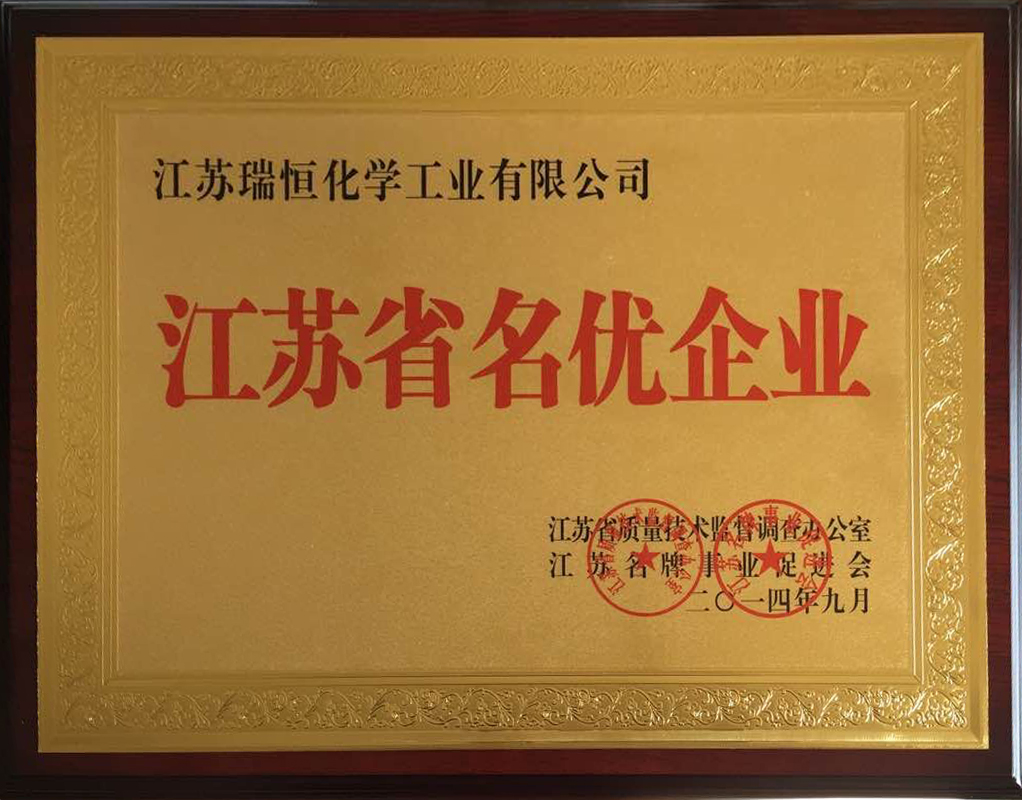 江苏瑞恒化学工业有限公司
江苏省名优企业
江苏省质量技术监督调查办公室
江苏名牌事业促进会
二〇一四年九月